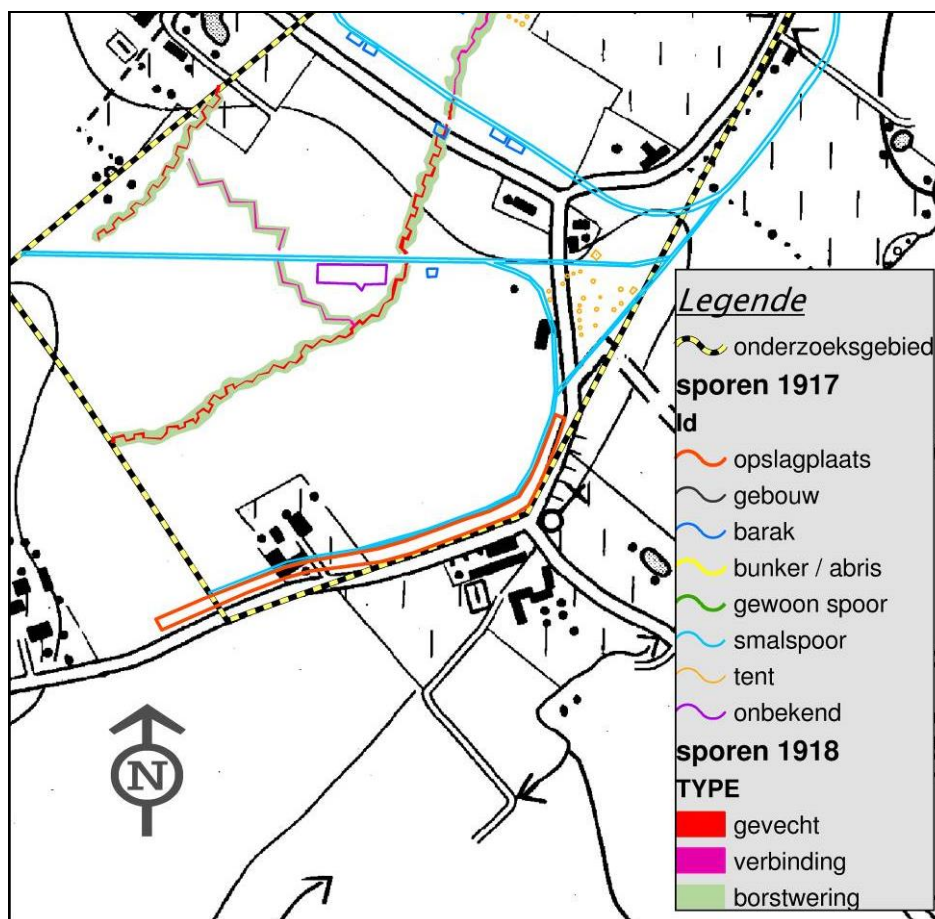 Legende
onderzoeksgebied
sporen 1917
Id
opslagplaats
gebouw
barak
bunker / abris
gewoon spoor
smalspoor
tent
onbekend
sporen 1918
TYPE
gevecht
verbinding
borstwering
N